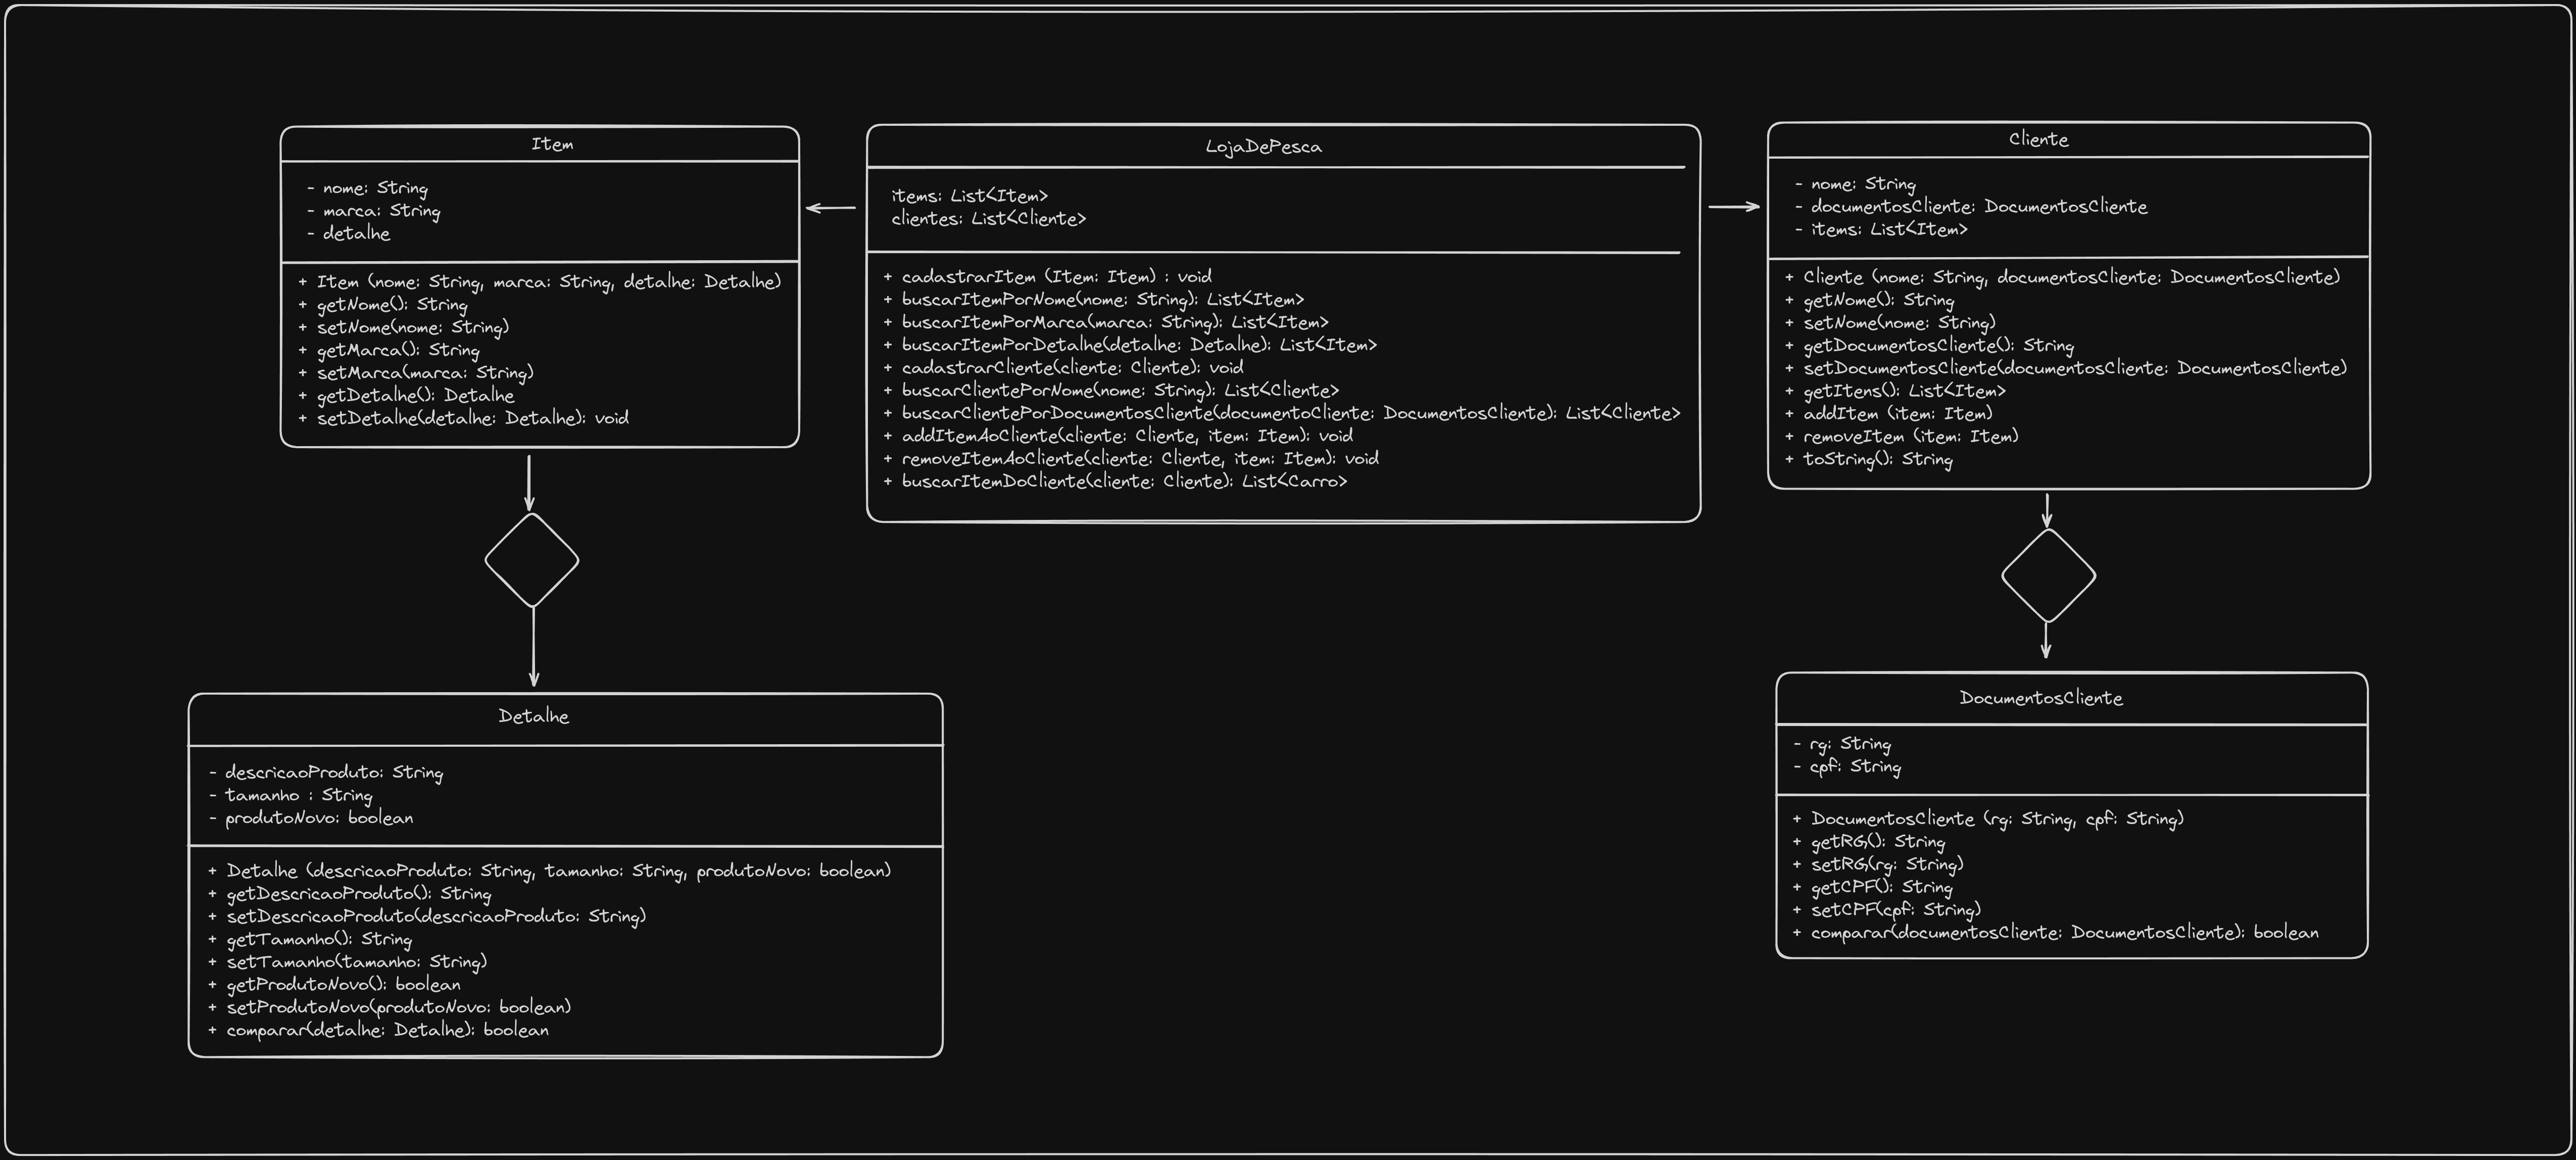 Item
- nome: String
- marca: String
- detalhe
+ Item (nome: String, marca: String, detalhe: Detalhe)
+ getNome(): String
+ setNome(nome: String)
+ getMarca(): String
+ setMarca(marca: String)
+ getDetalhe(): Detalhe
+ setDetalhe(detalhe: Detalhe): void
LojaDePesca
items: List<Item>
clientes: List<Cliente>
+ cadastrarItem (Item: Item) : void
+ buscarItemPorNome(nome: String): List<Item>
+ buscarItemPorMarca(marca: String): List<Item>
+ buscarItemPorDetalhe(detalhe: Detalhe): List<Item>
+ cadastrarCliente(cliente: Cliente): void
+ buscarClientePorNome(nome: String): List<Cliente>
+ buscarClientePorDocumentosCliente(documentoCliente: DocumentosCliente): List<Cliente>
+ addItemAoCliente(cliente: Cliente, item: Item): void
+ removeItemAoCliente(cliente: Cliente, item: Item): void
+ buscarItemDoCliente(cliente: Cliente): List<Carro>
Cliente
- nome: String
- documentosCliente: DocumentosCliente
- items: List<Item>
+ Cliente (nome: String, documentosCliente: DocumentosCliente)
+ getNome(): String
+ setNome(nome: String)
+ getDocumentosCliente(): String
+ setDocumentosCliente(documentosCliente: DocumentosCliente)
+ getItens(): List<Item>
+ addItem (item: Item)
+ removeItem (item: Item)
+ toString(): String
Detalhe
- descricaoProduto: String
- tamanho : String
- produtoNovo: boolean
+ Detalhe (descricaoProduto: String, tamanho: String, produtoNovo: boolean)
+ getDescricaoProduto(): String
+ setDescricaoProduto(descricaoProduto: String)
+ getTamanho(): String
+ setTamanho(tamanho: String)
+ getProdutoNovo(): boolean
+ setProdutoNovo(produtoNovo: boolean)
+ comparar(detalhe: Detalhe): boolean
DocumentosCliente
- rg: String
- cpf: String
+ DocumentosCliente (rg: String, cpf: String)
+ getRG(): String
+ setRG(rg: String)
+ getCPF(): String
+ setCPF(cpf: String)
+ comparar(documentosCliente: DocumentosCliente): boolean